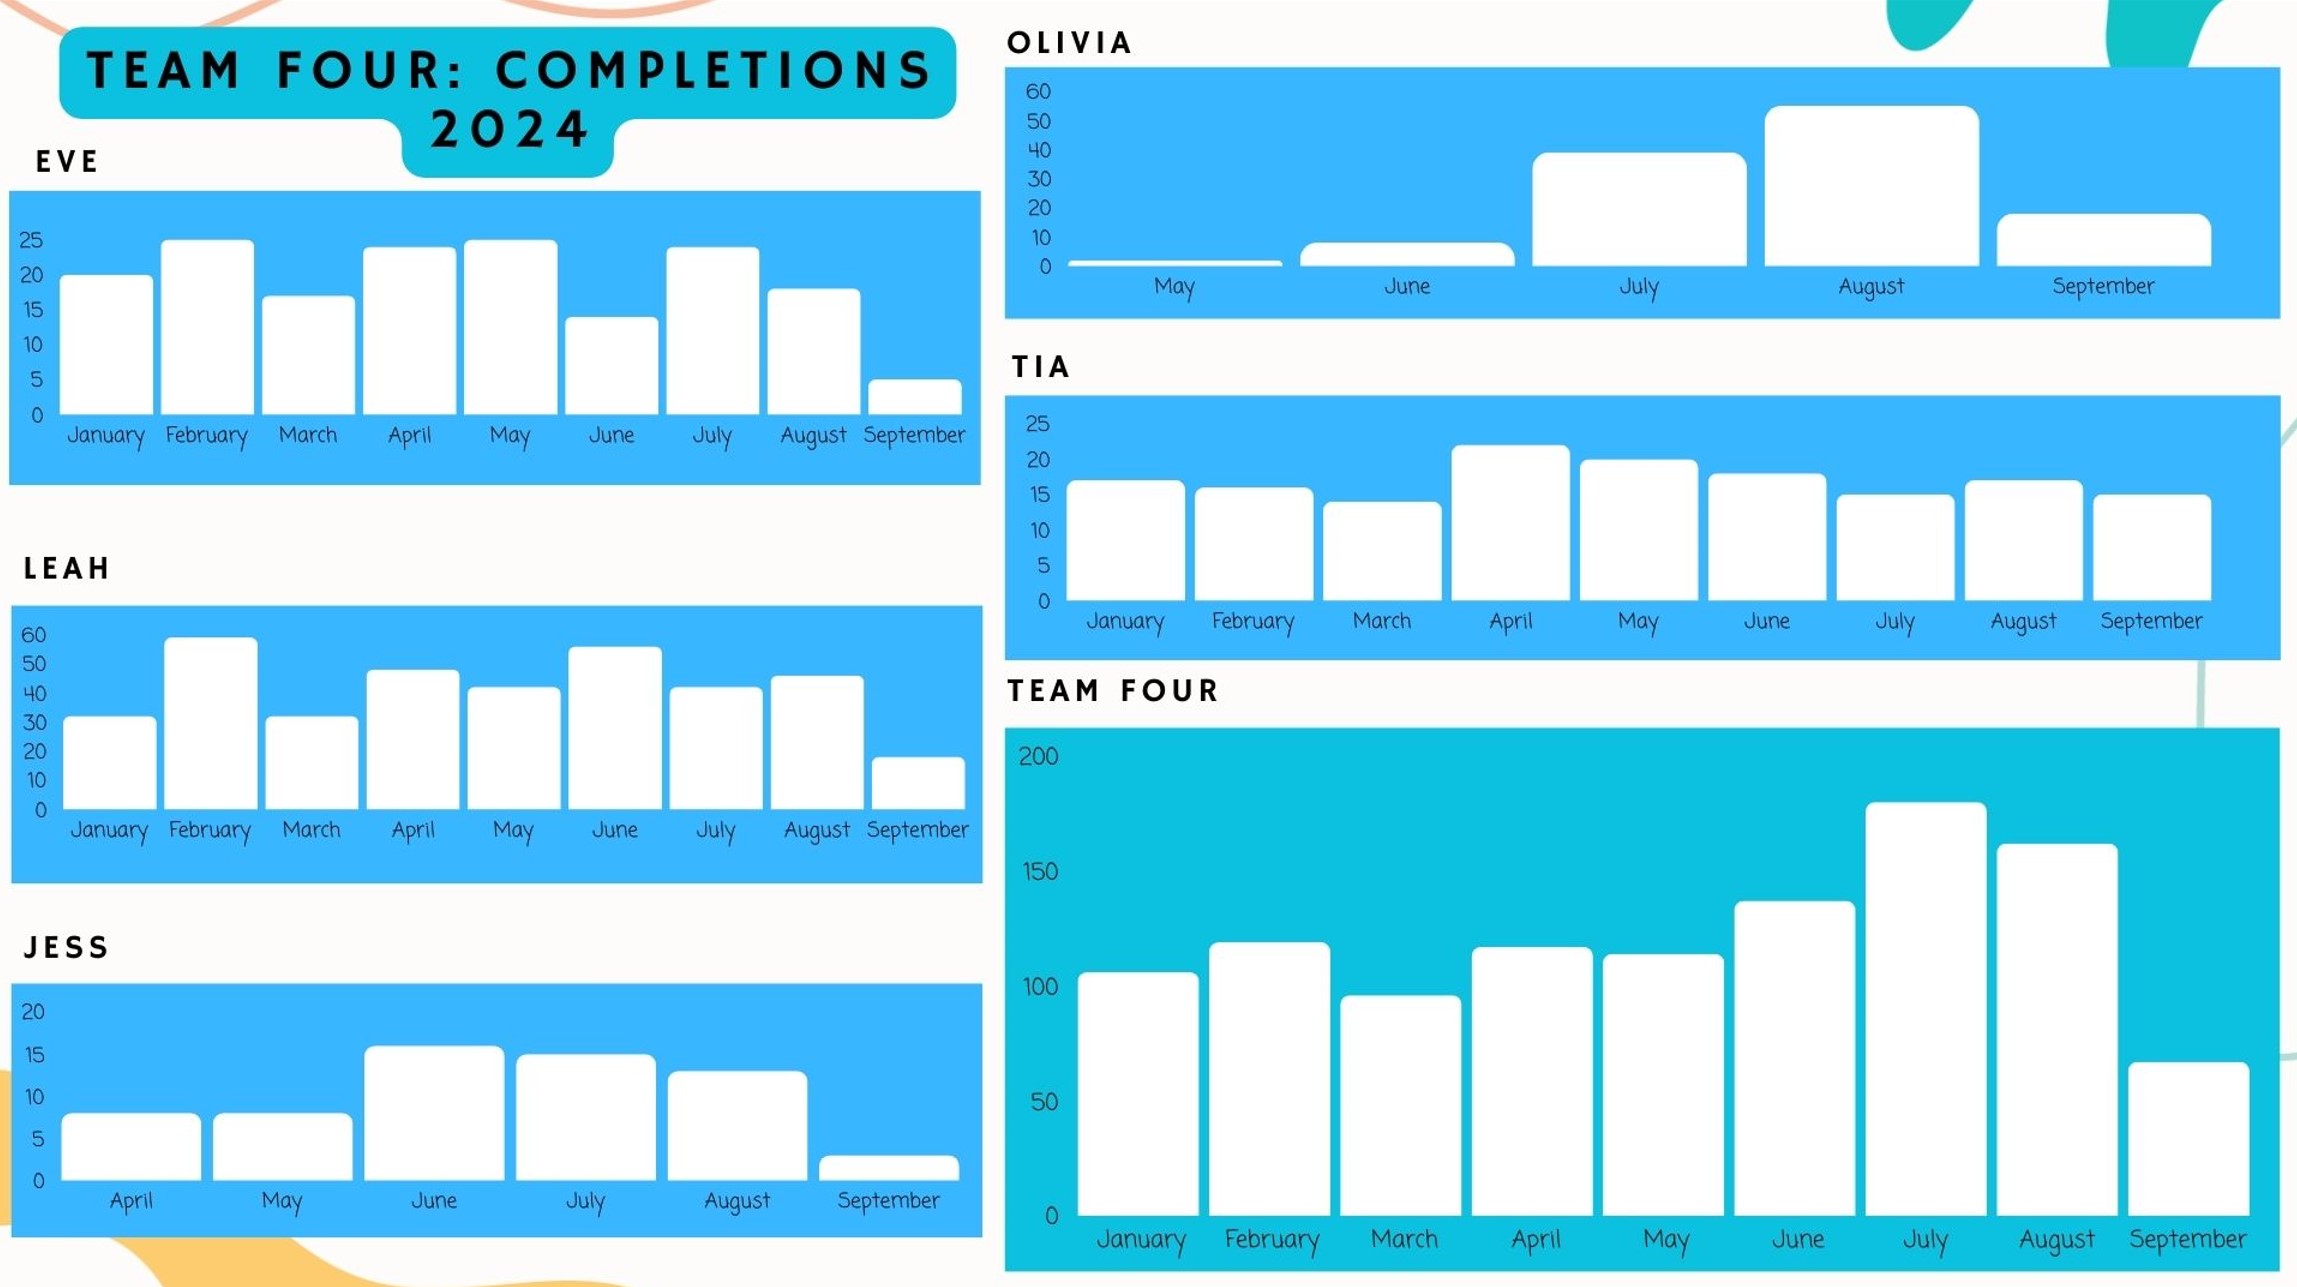 TEAM FOUR: COMPLETIONS
2024
EVE
25
20
15
10
5
0
January February March April May June July August September
LEAH
60
50
40
30
20
10
0
January February March April May June July August September
JESS
20
15
10
5
0
April May June July August September
OLIVIA
60
50
40
30
20
10
0
May June July August September
TIA
25
20
15
10
5
0
January February March April May June July August September
TEAM FOUR
200
150
100
50
0
January February March April May June July August September